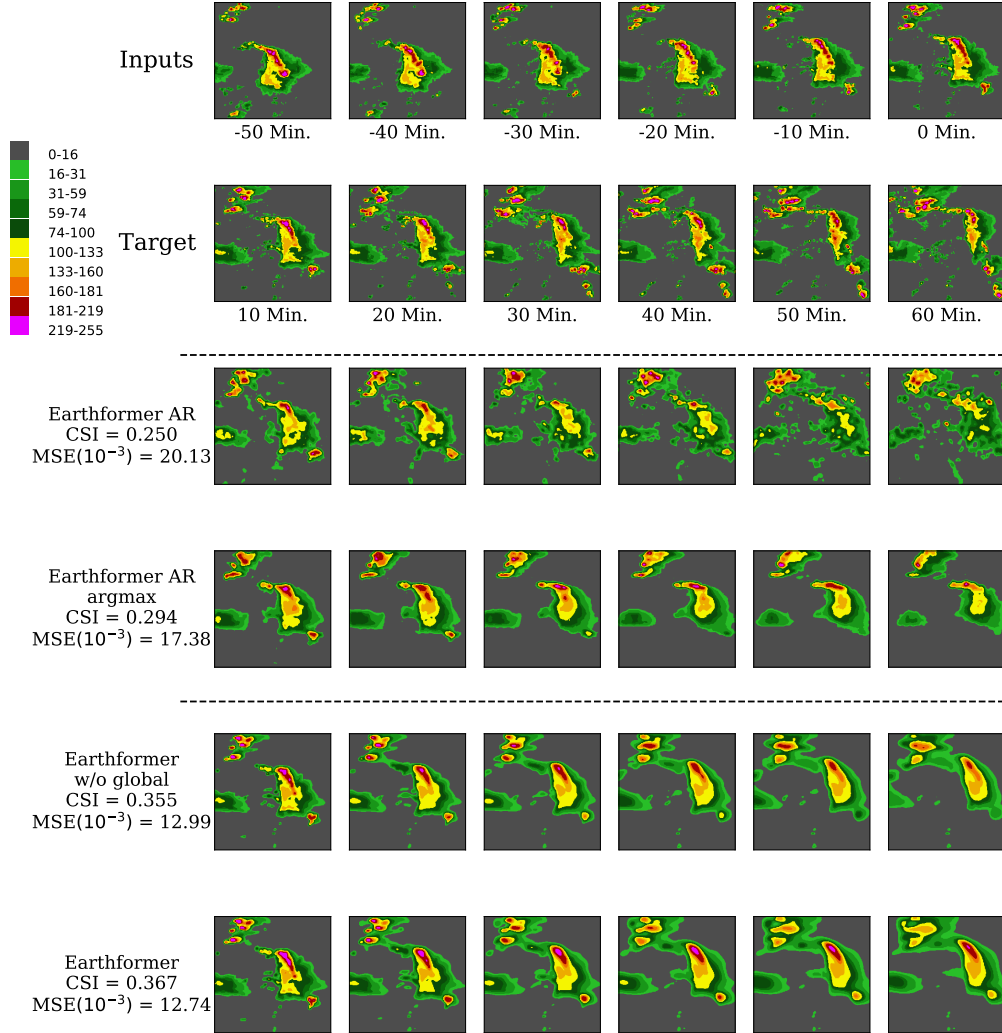 Inputs
-50 Min. -40 Min. -30 Min. -20 Min. -10 Min. 0 Min.
0-16
16-31
31-59
59-74
74-100
100-133
133-160
160-181
181-219
219-255
Target
10 Min. 20 Min. 30 Min. 40 Min. 50 Min. 60 Min.
Earthformer AR
CSI = 0.250
MSE(10⁻³) = 20.13
Earthformer AR
argmax
CSI = 0.294
MSE(10⁻³) = 17.38
Earthformer
w/o global
CSI = 0.355
MSE(10⁻³) = 12.99
Earthformer
CSI = 0.367
MSE(10⁻³) = 12.74